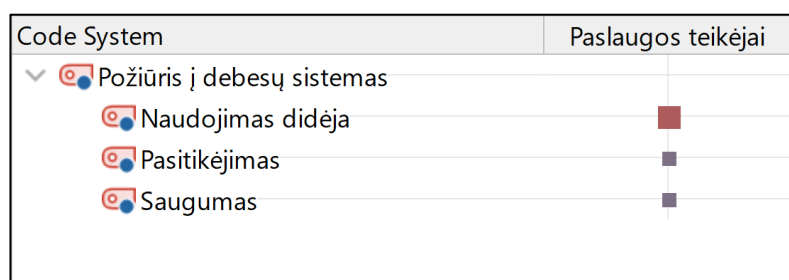 Code System Paslaugos teikėjai
Požiūris į debesų sistemas
Naudojimas didėja
Pasitikėjimas
Saugumas